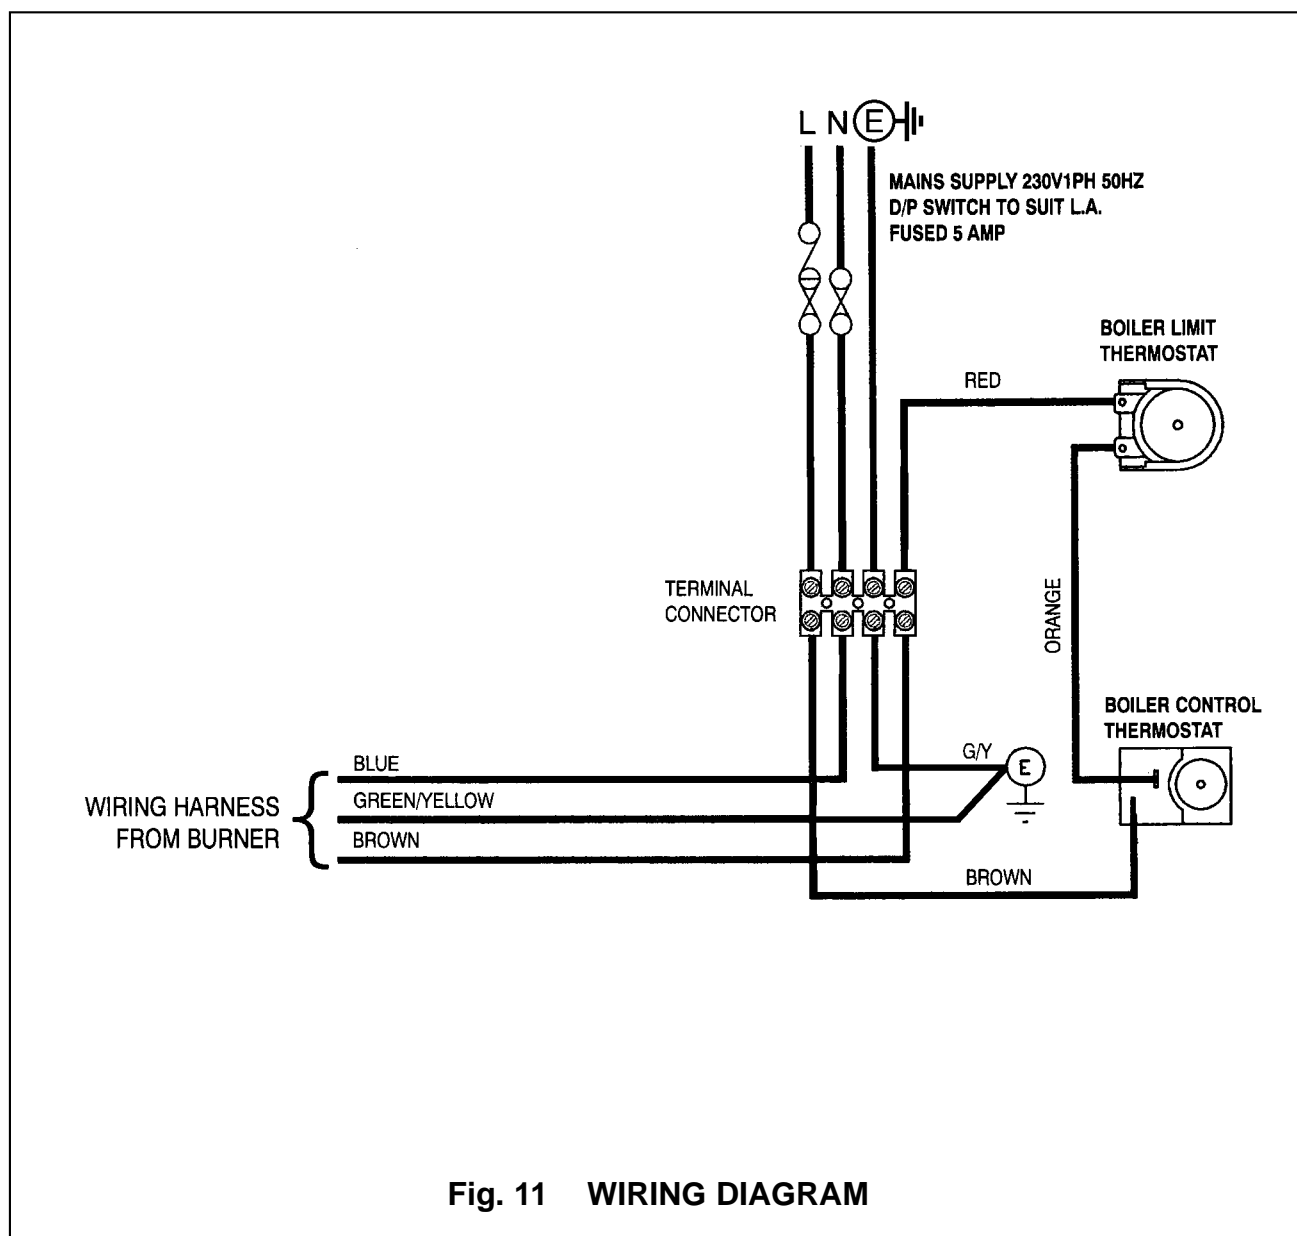 L N E
MAINS SUPPLY 230V1PH 50HZ
D/P SWITCH TO SUIT L.A.
FUSED 5 AMP
BOILER LIMIT
THERMOSTAT
RED
TERMINAL
CONNECTOR
ORANGE
BOILER CONTROL
THERMOSTAT
G/Y
E
BLUE
GREEN/YELLOW
BROWN
WIRING HARNESS
FROM BURNER
BROWN
Fig. 11 WIRING DIAGRAM